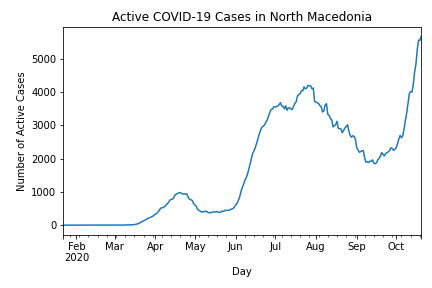 Active COVID-19 Cases in North Macedonia
Number of Active Cases
5000
4000
3000
2000
1000
0
Feb Mar Apr May Jun Jul Aug Sep Oct
2020
Day